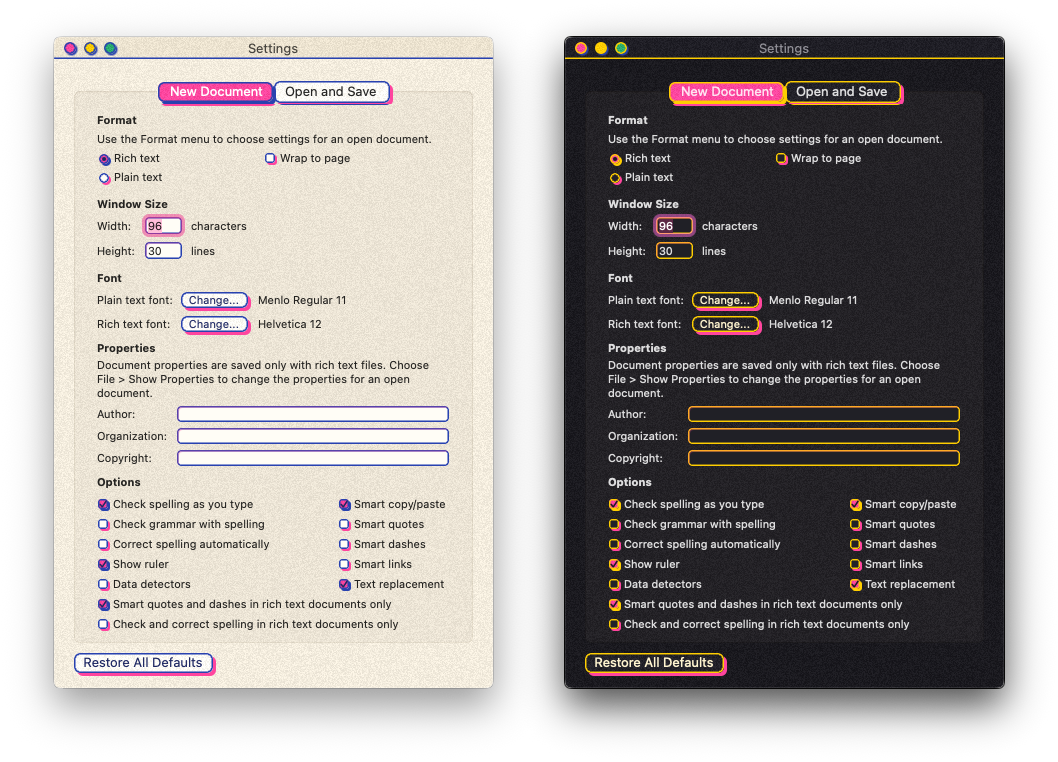 Settings
New Document Open and Save
Format
Use the Format menu to choose settings for an open document.
Rich text Wrap to page
Plain text
Window Size
Width: 96 characters
Height: 30 lines
Font
Plain text font: Change... Menlo Regular 11
Rich text font: Change... Helvetica 12
Properties
Document properties are saved only with rich text files. Choose
File > Show Properties to change the properties for an open
document.
Author:
Organization:
Copyright:
Options
Check spelling as you type Smart copy/paste
Check grammar with spelling Smart quotes
Correct spelling automatically Smart dashes
Show ruler Smart links
Data detectors Text replacement
Smart quotes and dashes in rich text documents only
Check and correct spelling in rich text documents only
Restore All Defaults
Settings
New Document Open and Save
Format
Use the Format menu to choose settings for an open document.
Rich text Wrap to page
Plain text
Window Size
Width: 96 characters
Height: 30 lines
Font
Plain text font: Change... Menlo Regular 11
Rich text font: Change... Helvetica 12
Properties
Document properties are saved only with rich text files. Choose
File > Show Properties to change the properties for an open
document.
Author:
Organization:
Copyright:
Options
Check spelling as you type Smart copy/paste
Check grammar with spelling Smart quotes
Correct spelling automatically Smart dashes
Show ruler Smart links
Data detectors Text replacement
Smart quotes and dashes in rich text documents only
Check and correct spelling in rich text documents only
Restore All Defaults